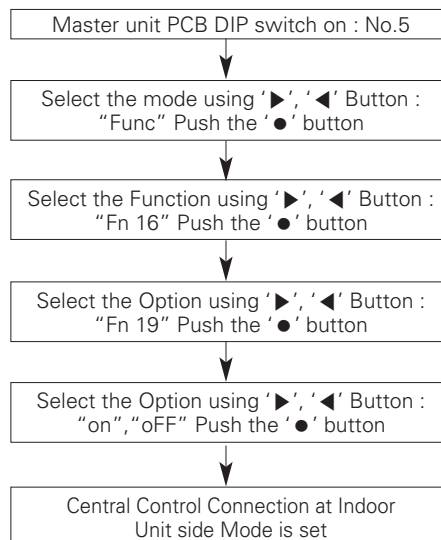 Master unit PCB DIP switch on : No.5
Select the mode using ‘▶’, ‘◀’ Button :
“Func” Push the ‘●’ button
Select the Function using ‘▶’, ‘◀’ Button :
“Fn 16” Push the ‘●’ button
Select the Option using ‘▶’, ‘◀’ Button :
“Fn 19” Push the ‘●’ button
Select the Option using ‘▶’, ‘◀’ Button :
“on”,“oFF” Push the ‘●’ button
Central Control Connection at Indoor
Unit side Mode is set